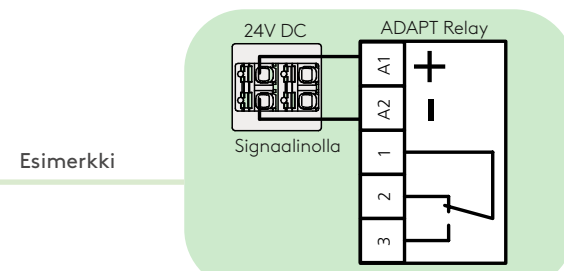 24V DC
ADAPT Relay
A1
+
A2
-
Signaalinolla
1
Esimerkki
2
3